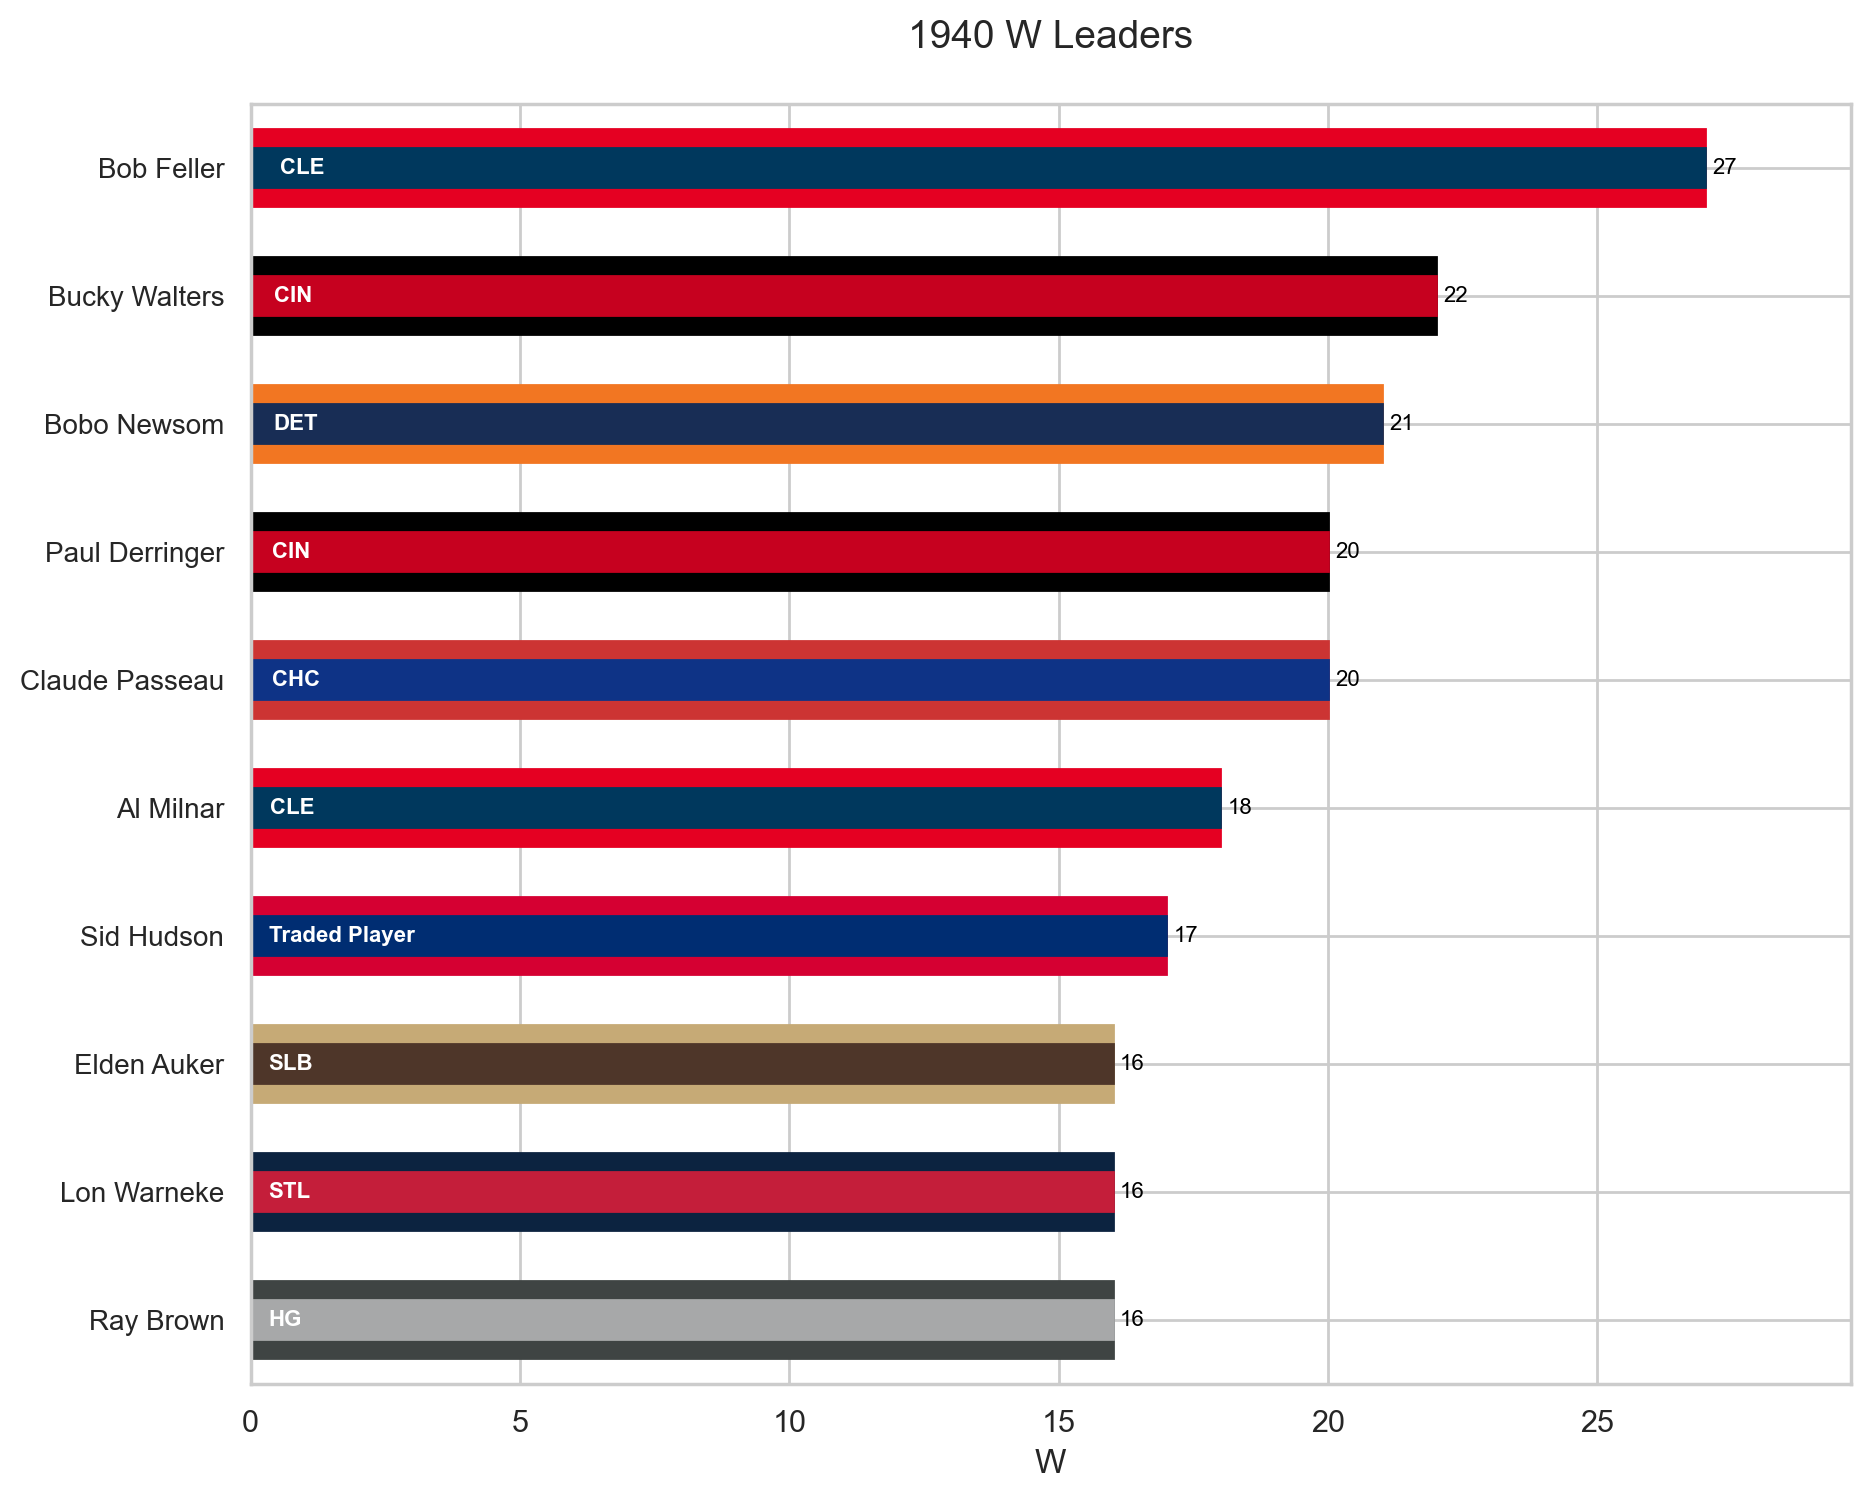 1940 W Leaders
Bob Feller CLE 27
Bucky Walters CIN 22
Bobo Newsom DET 21
Paul Derringer CIN 20
Claude Passeau CHC 20
Al Milnar CLE 18
Sid Hudson Traded Player 17
Elden Auker SLB 16
Lon Warneke STL 16
Ray Brown HG 16
0 5 10 15 20 25
W